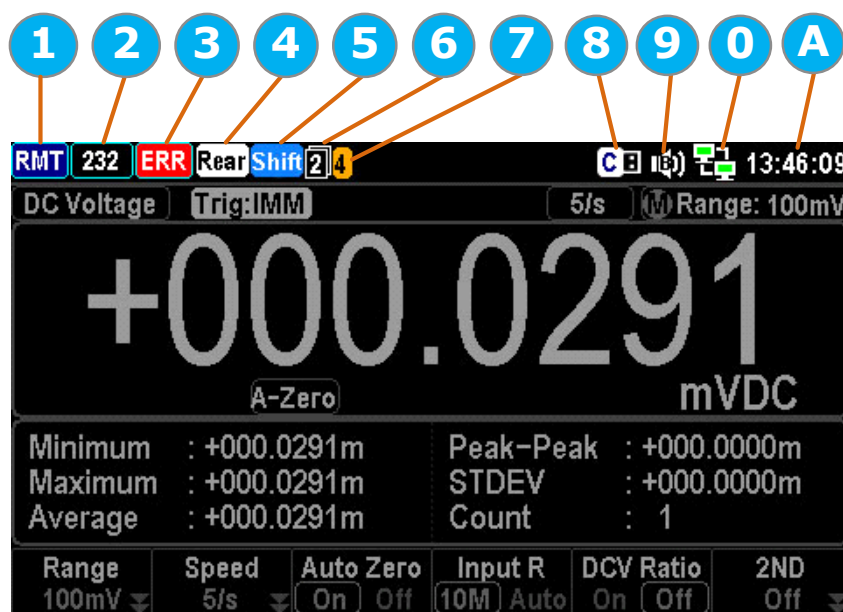 1 2 3 4 5 6 7 8 9 0 A
RMT 232 ERR Rear Shift 2 4 C 13:46:09
DC Voltage Trig:IMM 5/s M Range: 100mV
+000.0291
A-Zero mVDC
Minimum : +000.0291m Peak-Peak : +000.0000m
Maximum : +000.0291m STDEV : +000.0000m
Average : +000.0291m Count : 1
Range Speed Auto Zero Input R DCV Ratio 2ND
100mV 5/s On Off 10M Auto On Off Off